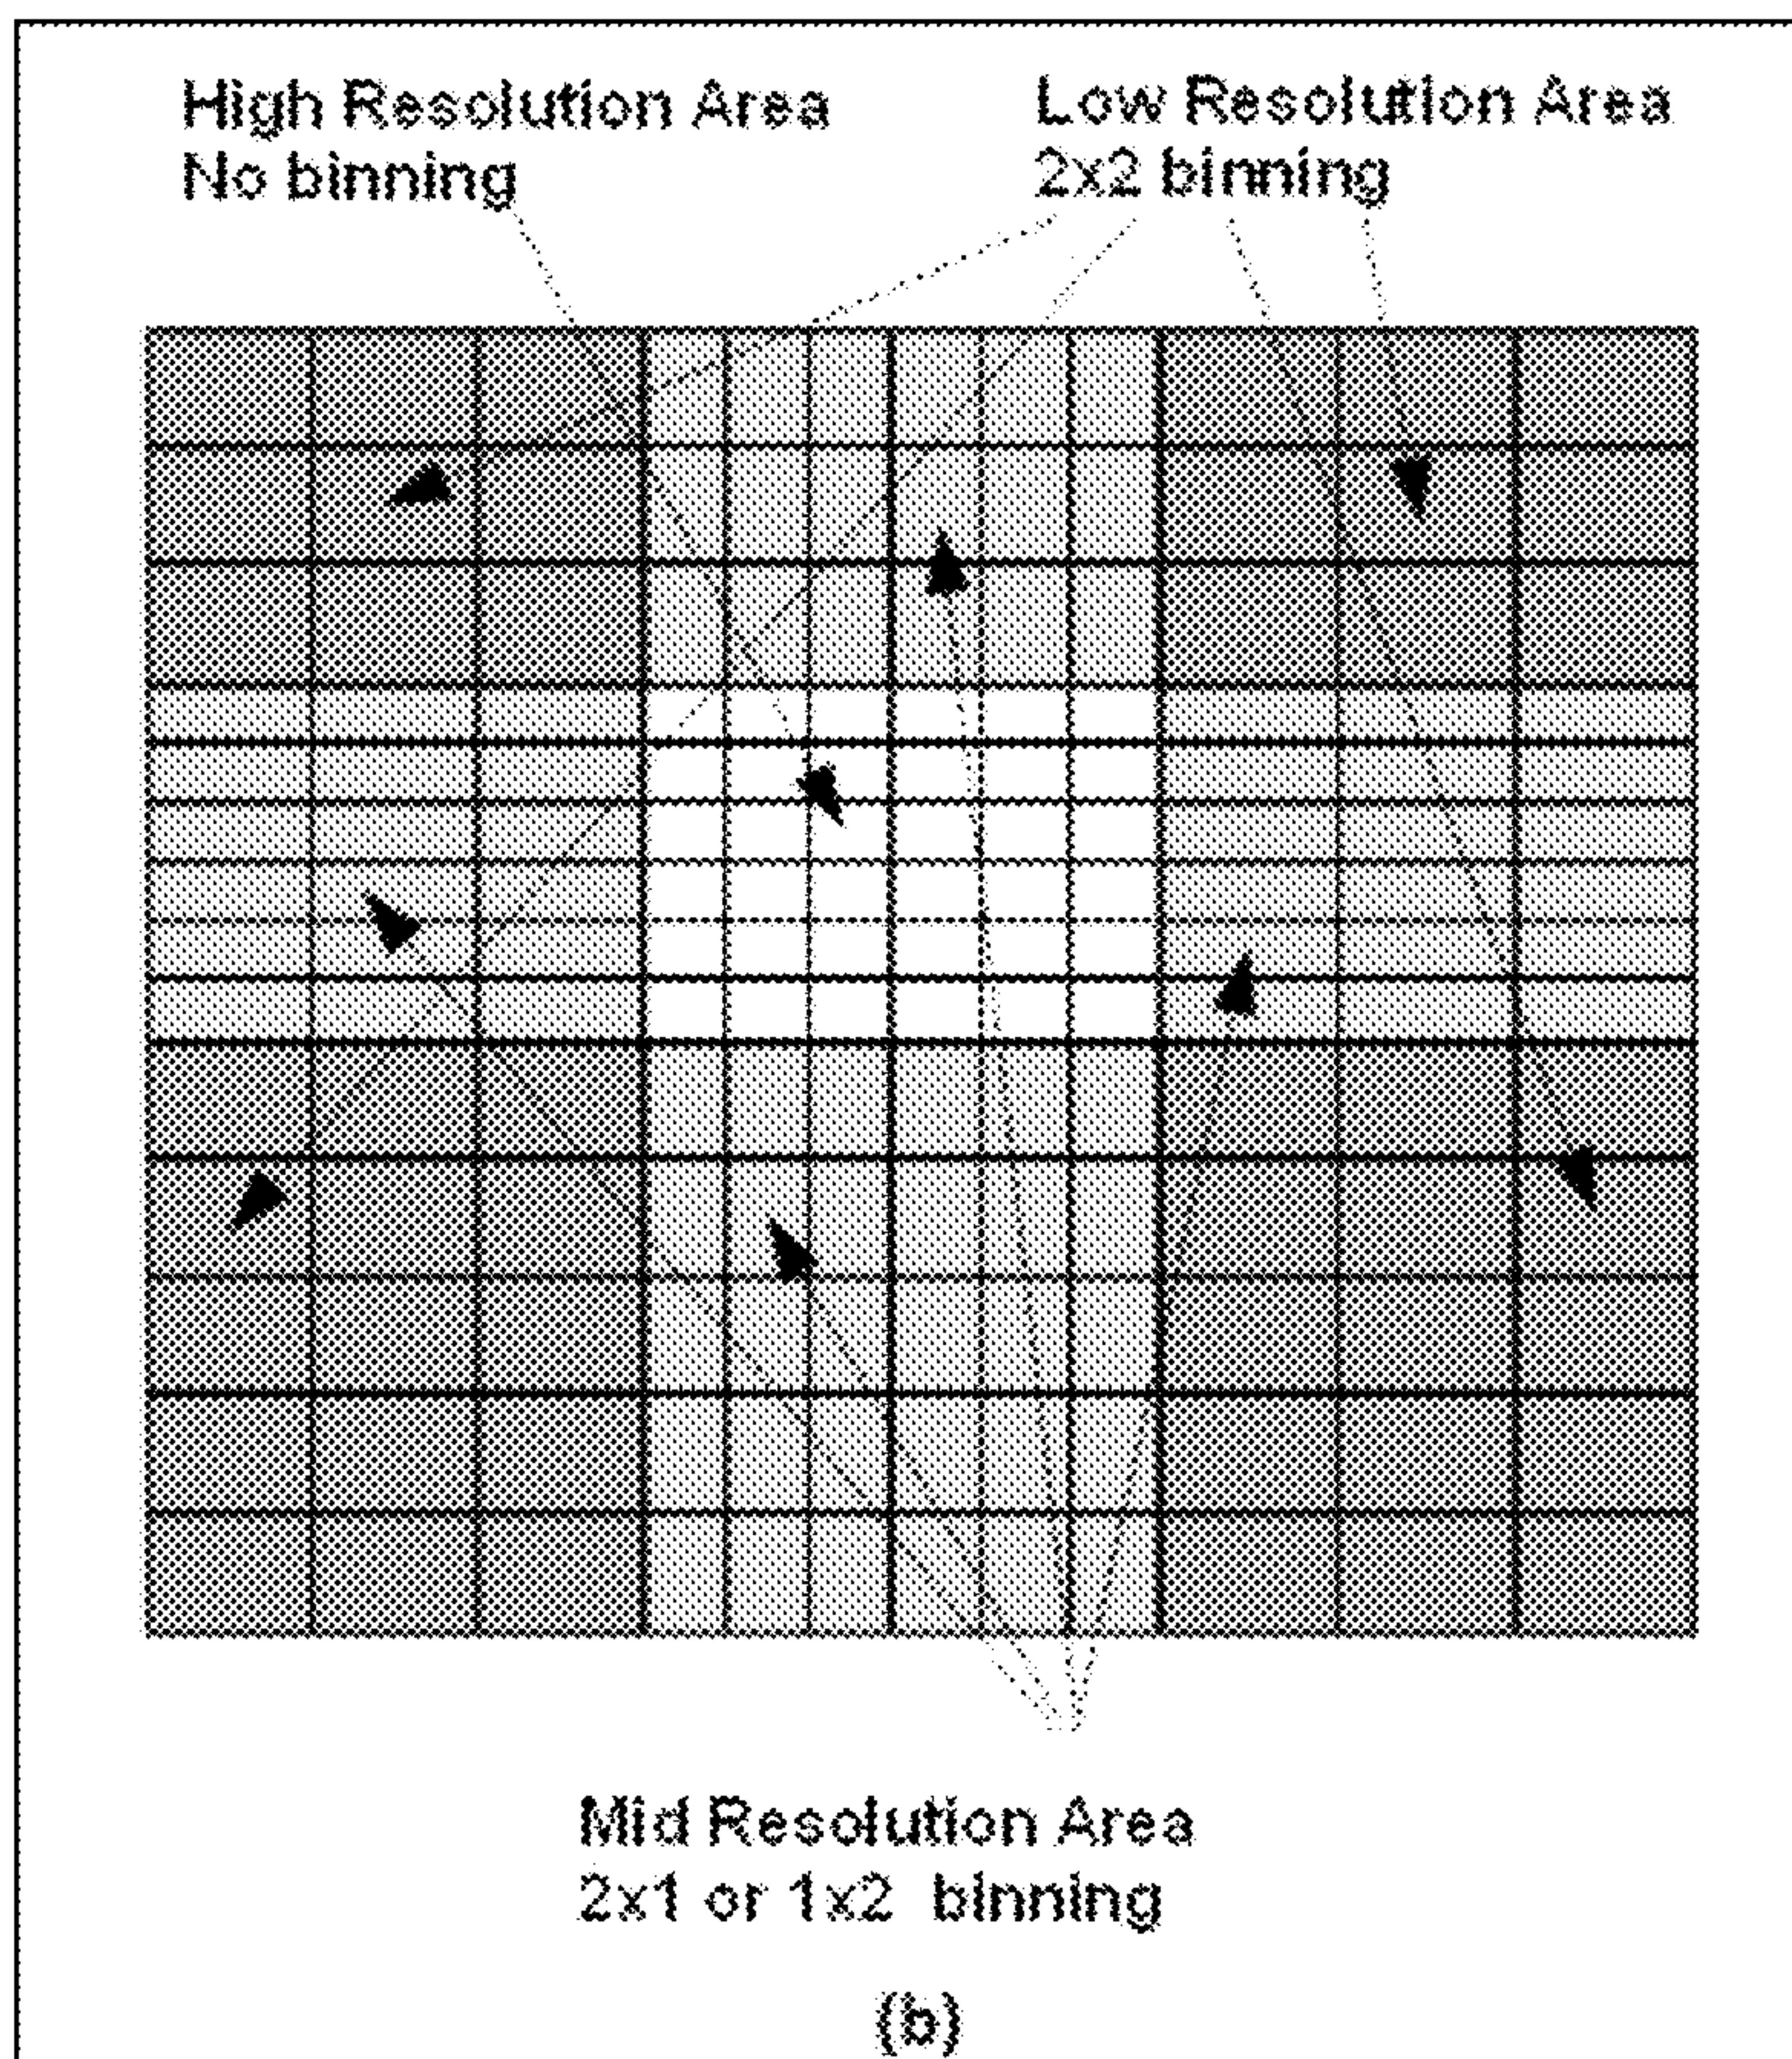 High Resolution Area
No binning
Low Resolution Area
2x2 binning
Mid Resolution Area
2x1 or 1x2 binning
(b)